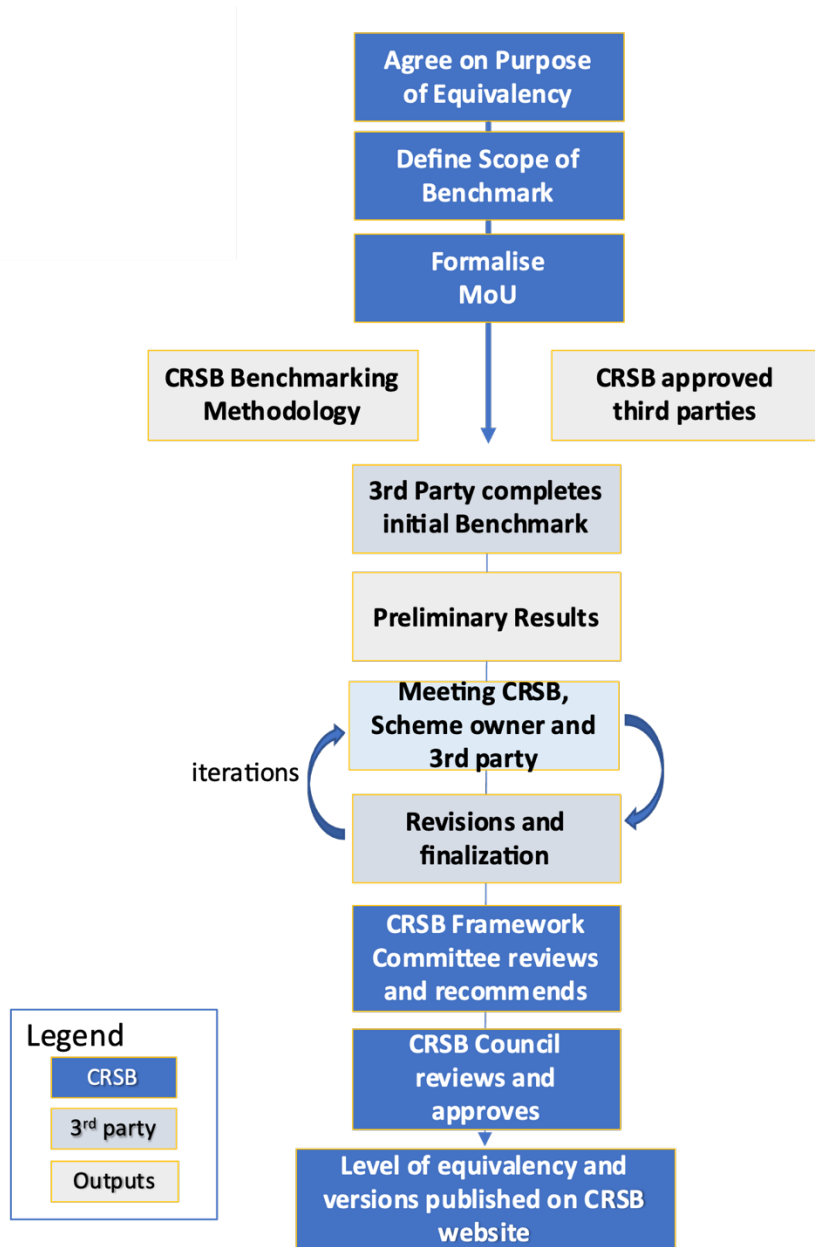 Agree on Purpose
of Equivalency
Define Scope of
Benchmark
Formalise
MoU
CRSB Benchmarking
Methodology
CRSB approved
third parties
3rd Party completes
initial Benchmark
Preliminary Results
Meeting CRSB,
Scheme owner and
3rd party
iterations
Revisions and
finalization
CRSB Framework
Committee reviews
and recommends
CRSB Council
reviews and
approves
Level of equivalency and
versions published on CRSB
website
Legend
CRSB
3rd party
Outputs